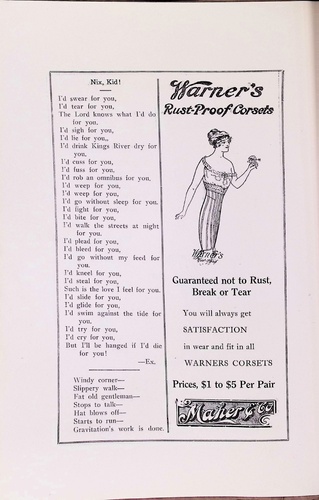 Nix, Kid!
I'd swear for you,
I'd tear for you,
The Lord knows what I'd do
for you.
I'd sigh for you,
I'd lie for you,,
I'd drink Kings River dry for
you,
I'd cuss for you,
I'd fuss for you,
I'd rob an omnibus for you.
I'd weep for you,
I'd weep for you,
I'd go without sleep for you.
I'd fight for you,
I'd bite for you,
I'd walk the streets at night
for you.
I'd plead for you,
I'd bleed for you,
I'd go without my feed for
you.
I'd kneel for you,
I'd steal for you,
Such is the love I feel for you.
I'd slide for you,
I'd glide for you,
I'd swim against the tide for
you.
I'd try for you,
I'd cry for you,
But I'll be hanged if I'd die
for you!
—Ex.
Windy corner—
Slippery walk—
Fat old gentleman—
Stops to talk—
Hat blows off—
Starts to run—
Gravitation's work is done.
Warner's
Rust-Proof Corsets
Warner's
Guaranteed not to Rust,
Break or Tear
You will always get
SATISFACTION
in wear and fit in all
WARNERS CORSETS
Prices, $1 to $5 Per Pair
Maher & Co.